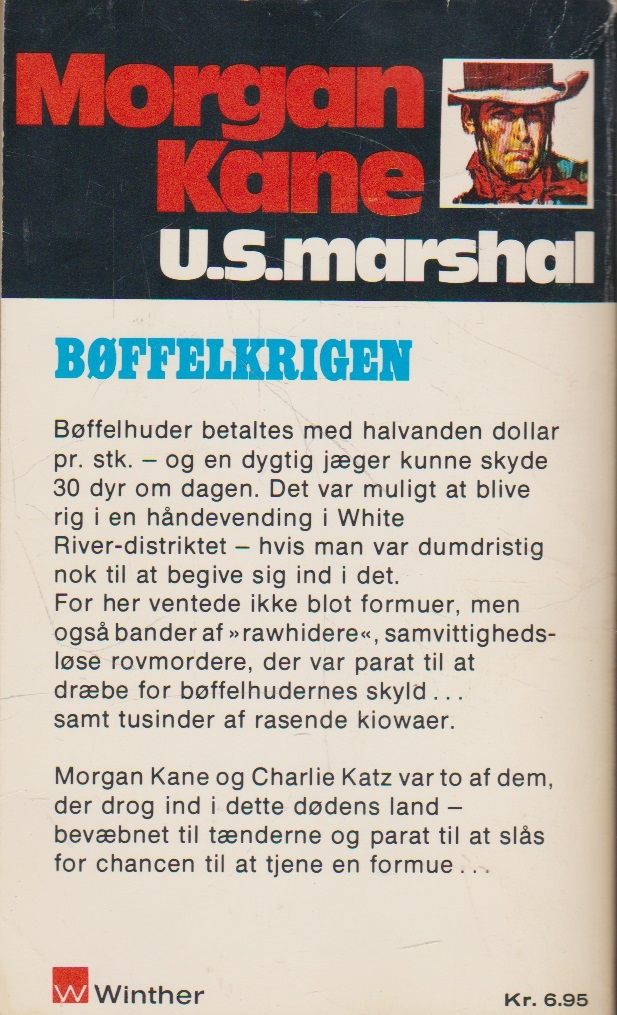 Morgan
Kane
U.S.marshal
BØFFELKRIGEN
Bøffelhuder betaltes med halvanden dollar
pr. stk. – og en dygtig jæger kunne skyde
30 dyr om dagen. Det var muligt at blive
rig i en håndevending i White
River-distriktet – hvis man var dumdristig
nok til at begive sig ind i det.
For her ventede ikke blot formuer, men
også bander af »rawhidere«, samvittigheds-
løse rovmordere, der var parat til at
dræbe for bøffelhudernes skyld . . .
samt tusinder af rasende kiowaer.
Morgan Kane og Charlie Katz var to af dem,
der drog ind i dette dødens land –
bevæbnet til tænderne og parat til at slås
for chancen til at tjene en formue . . .
W Winther
Kr. 6.95